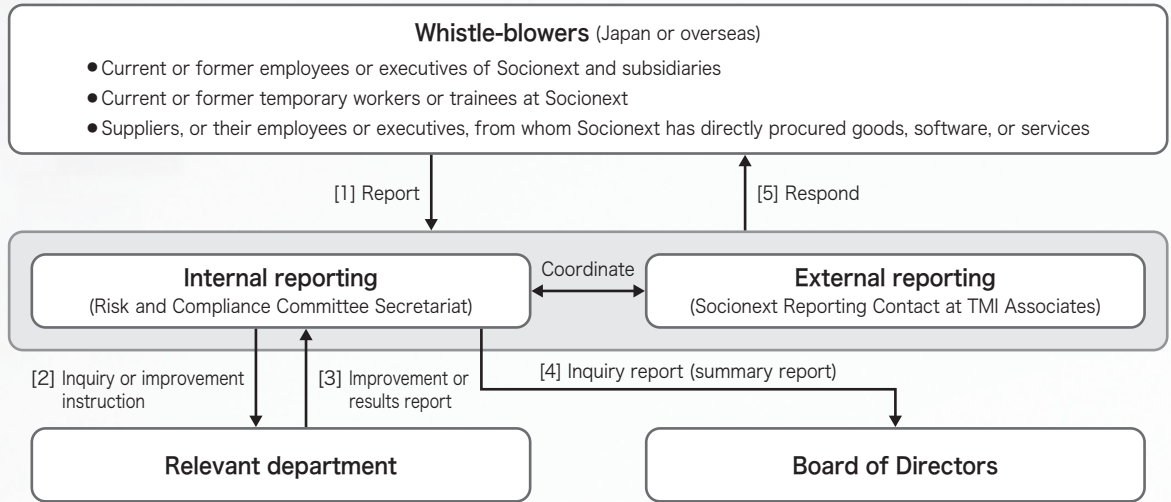 Whistle-blowers (Japan or overseas)
● Current or former employees or executives of Socionext and subsidiaries
● Current or former temporary workers or trainees at Socionext
● Suppliers, or their employees or executives, from whom Socionext has directly procured goods, software, or services
[1] Report
[5] Respond
Internal reporting
(Risk and Compliance Committee Secretariat)
Coordinate
External reporting
(Socionext Reporting Contact at TMI Associates)
[2] Inquiry or improvement
instruction
[3] Improvement or
results report
[4] Inquiry report (summary report)
Relevant department
Board of Directors